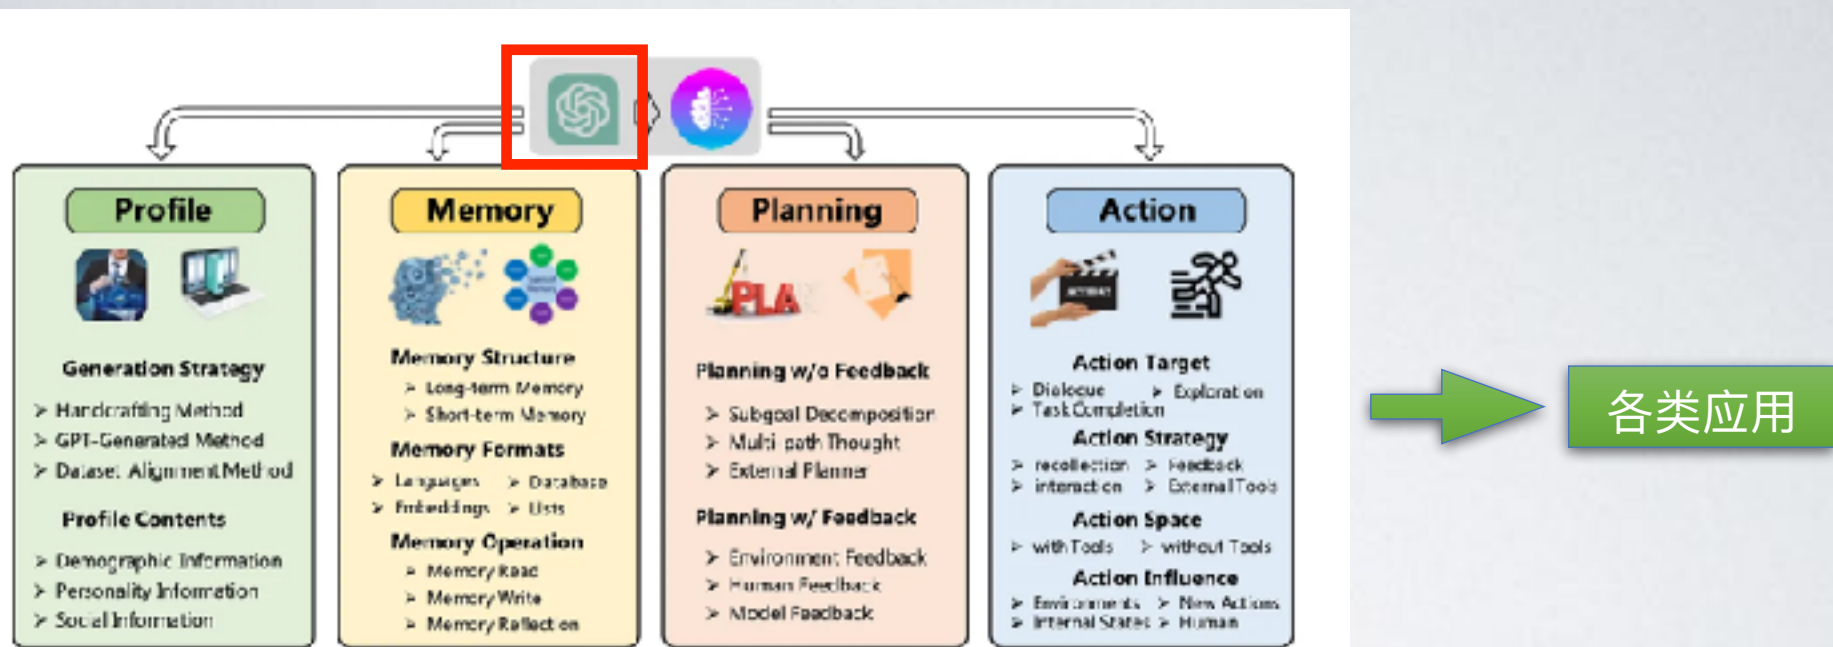 Profile
Generation Strategy
➢ Handcrafting Method
➢ GPT-Generated Method
➢ Dataset Alignment Method
Profile Contents
➢ Demographic Information
➢ Personality Information
➢ Social Information
Memory
Memory Structure
➢ Long-term Memory
➢ Short-term Memory
Memory Formats
➢ Languages ➢ Database
➢ Embeddings ➢ Lists
Memory Operation
➢ Memory Read
➢ Memory Write
➢ Memory Reflection
Planning
PLA
Planning w/o Feedback
➢ Subgoal Decomposition
➢ Multi-path Thought
➢ External Planner
Planning w/ Feedback
➢ Environment Feedback
➢ Human Feedback
➢ Model Feedback
Action
Action Target
➢ Dialogue ➢ Exploration
➢ Task Completion
Action Strategy
➢ recollection ➢ Feedback
➢ interaction ➢ External Tools
Action Space
➢ with Tools ➢ without Tools
Action Influence
➢ Environments ➢ New Actions
➢ Internal States ➢ Human
各类应用